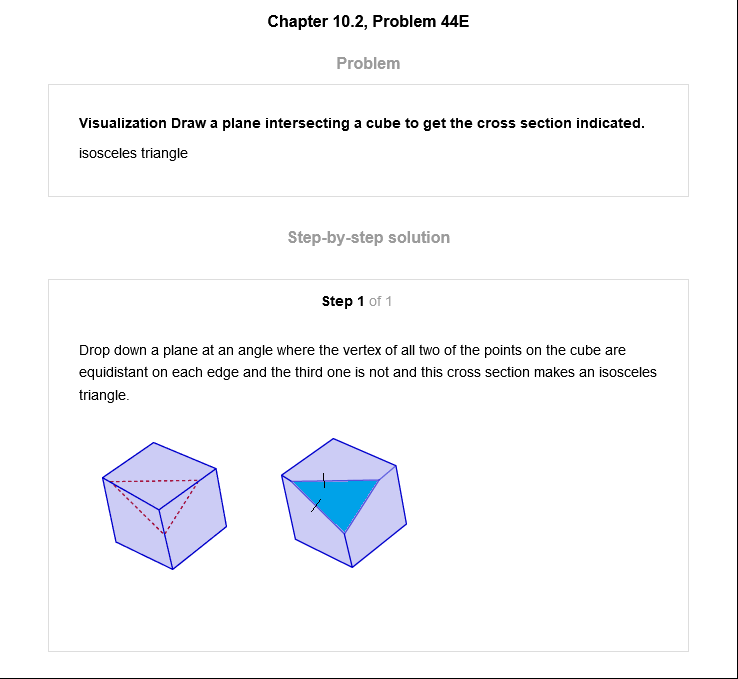 Chapter 10.2, Problem 44E
Problem
Visualization Draw a plane intersecting a cube to get the cross section indicated.
isosceles triangle
Step-by-step solution
Step 1 of 1
Drop down a plane at an angle where the vertex of all two of the points on the cube are
equidistant on each edge and the third one is not and this cross section makes an isosceles
triangle.